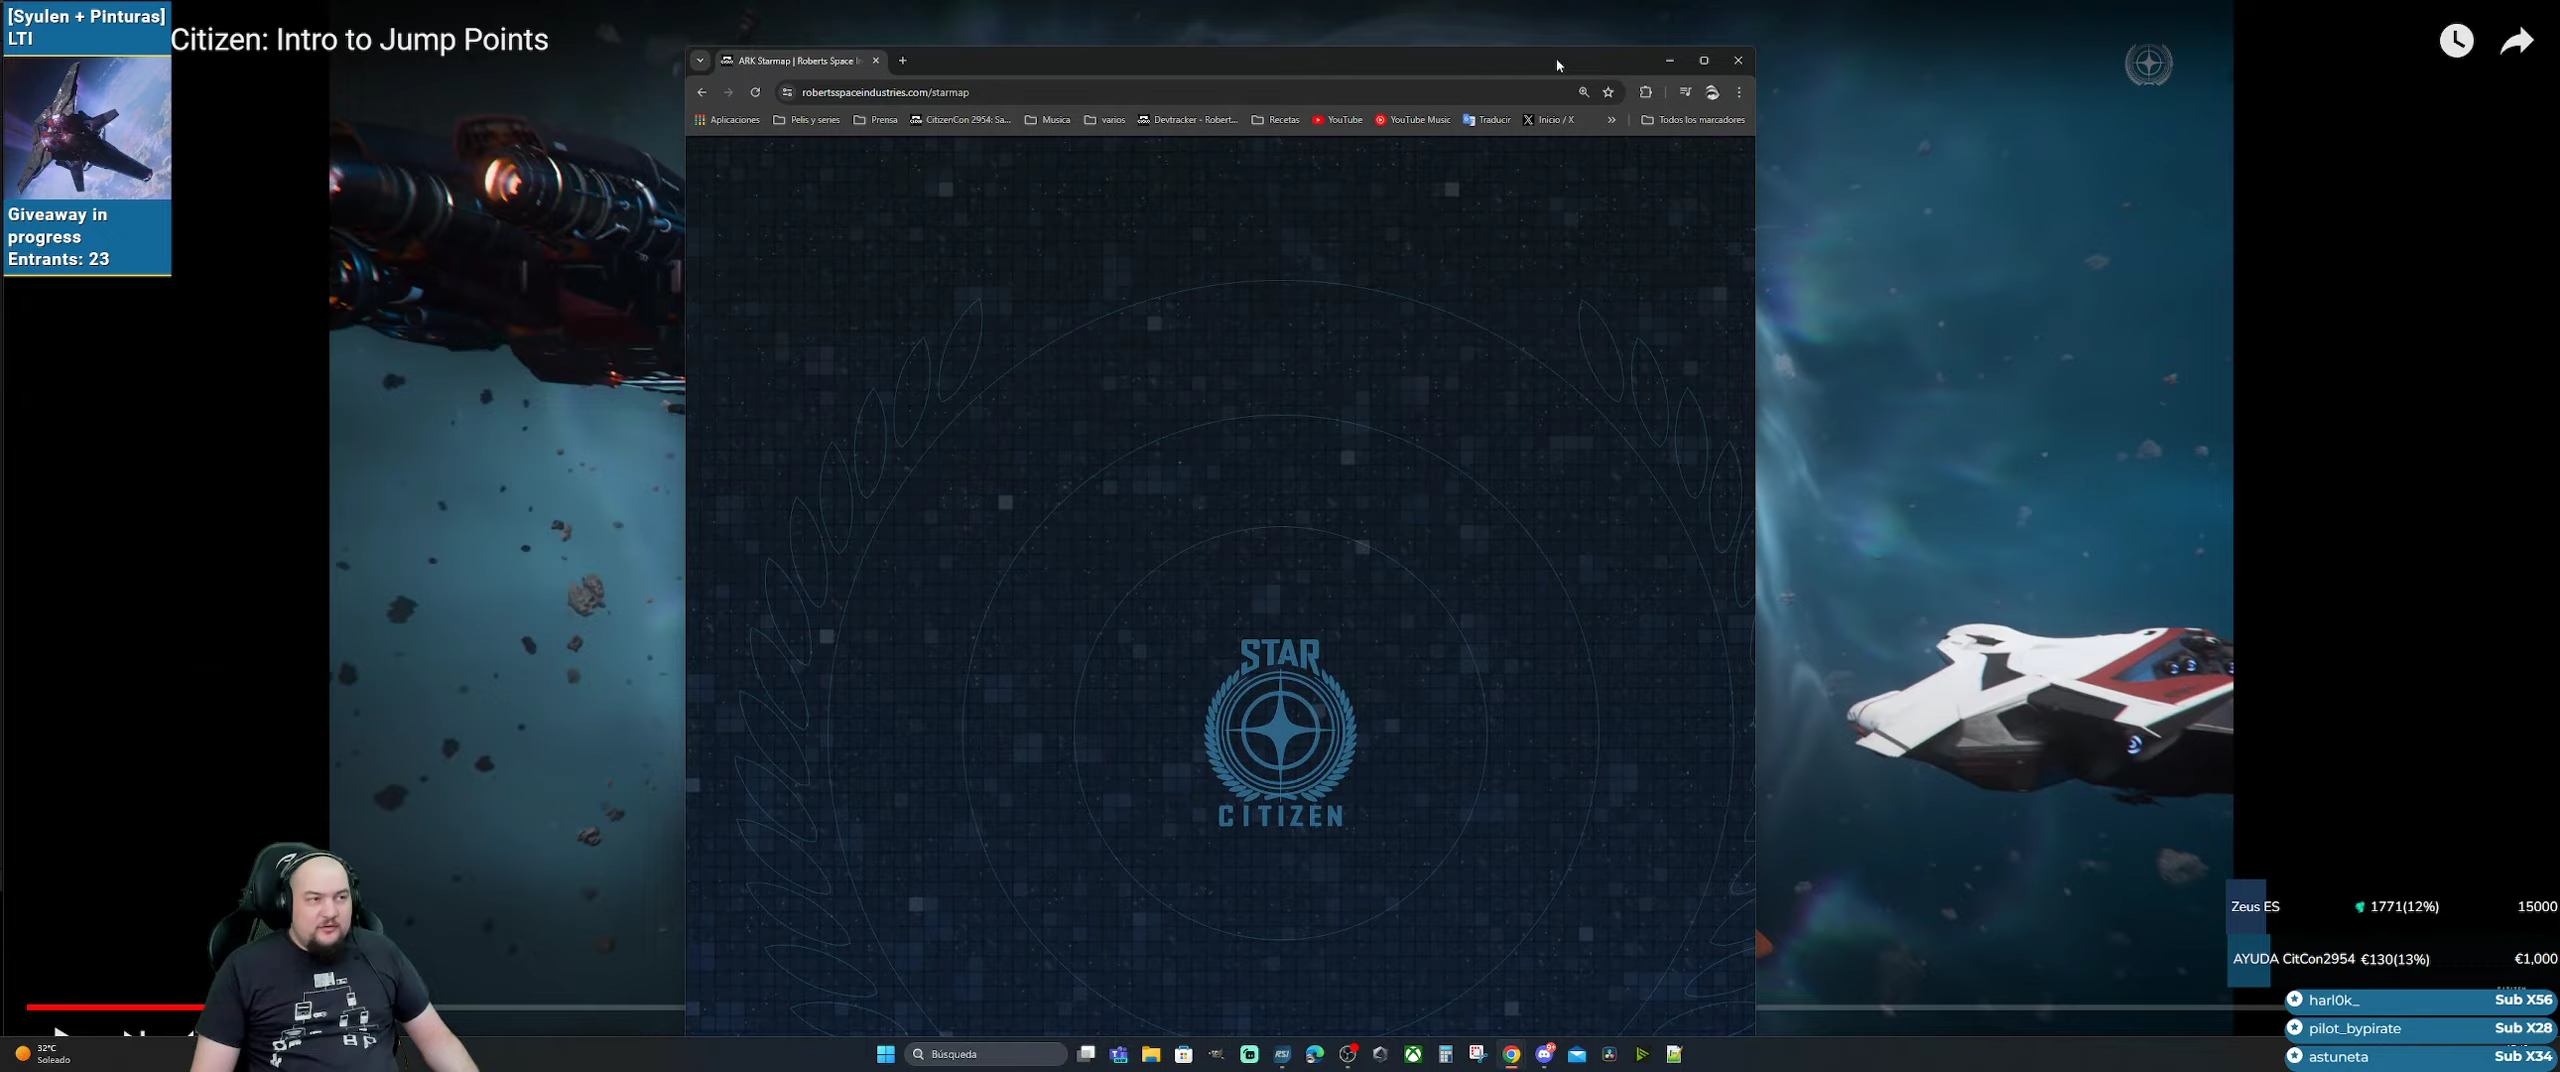 [Syulen + Pinturas]
LTI
Citizen: Intro to Jump Points
Giveaway in
progress
Entrants: 23
ARK Starmap | Roberts Space In
robertsspaceindustries.com/starmap
Aplicaciones
Pelis y series
Prensa
CitizenCon 2954: Sa...
Musica
varios
Devtracker - Robert...
Recetas
YouTube
YouTube Music
Traducir
Inicio / X
»
Todos los marcadores
STAR
CITIZEN
Zeus ES 1771(12%) 15000
AYUDA CitCon2954 €130(13%) €1,000
harl0k_ Sub X56
pilot_bypirate Sub X28
astuneta Sub X34
32°C
Soleado
Búsqueda
RSI
9+